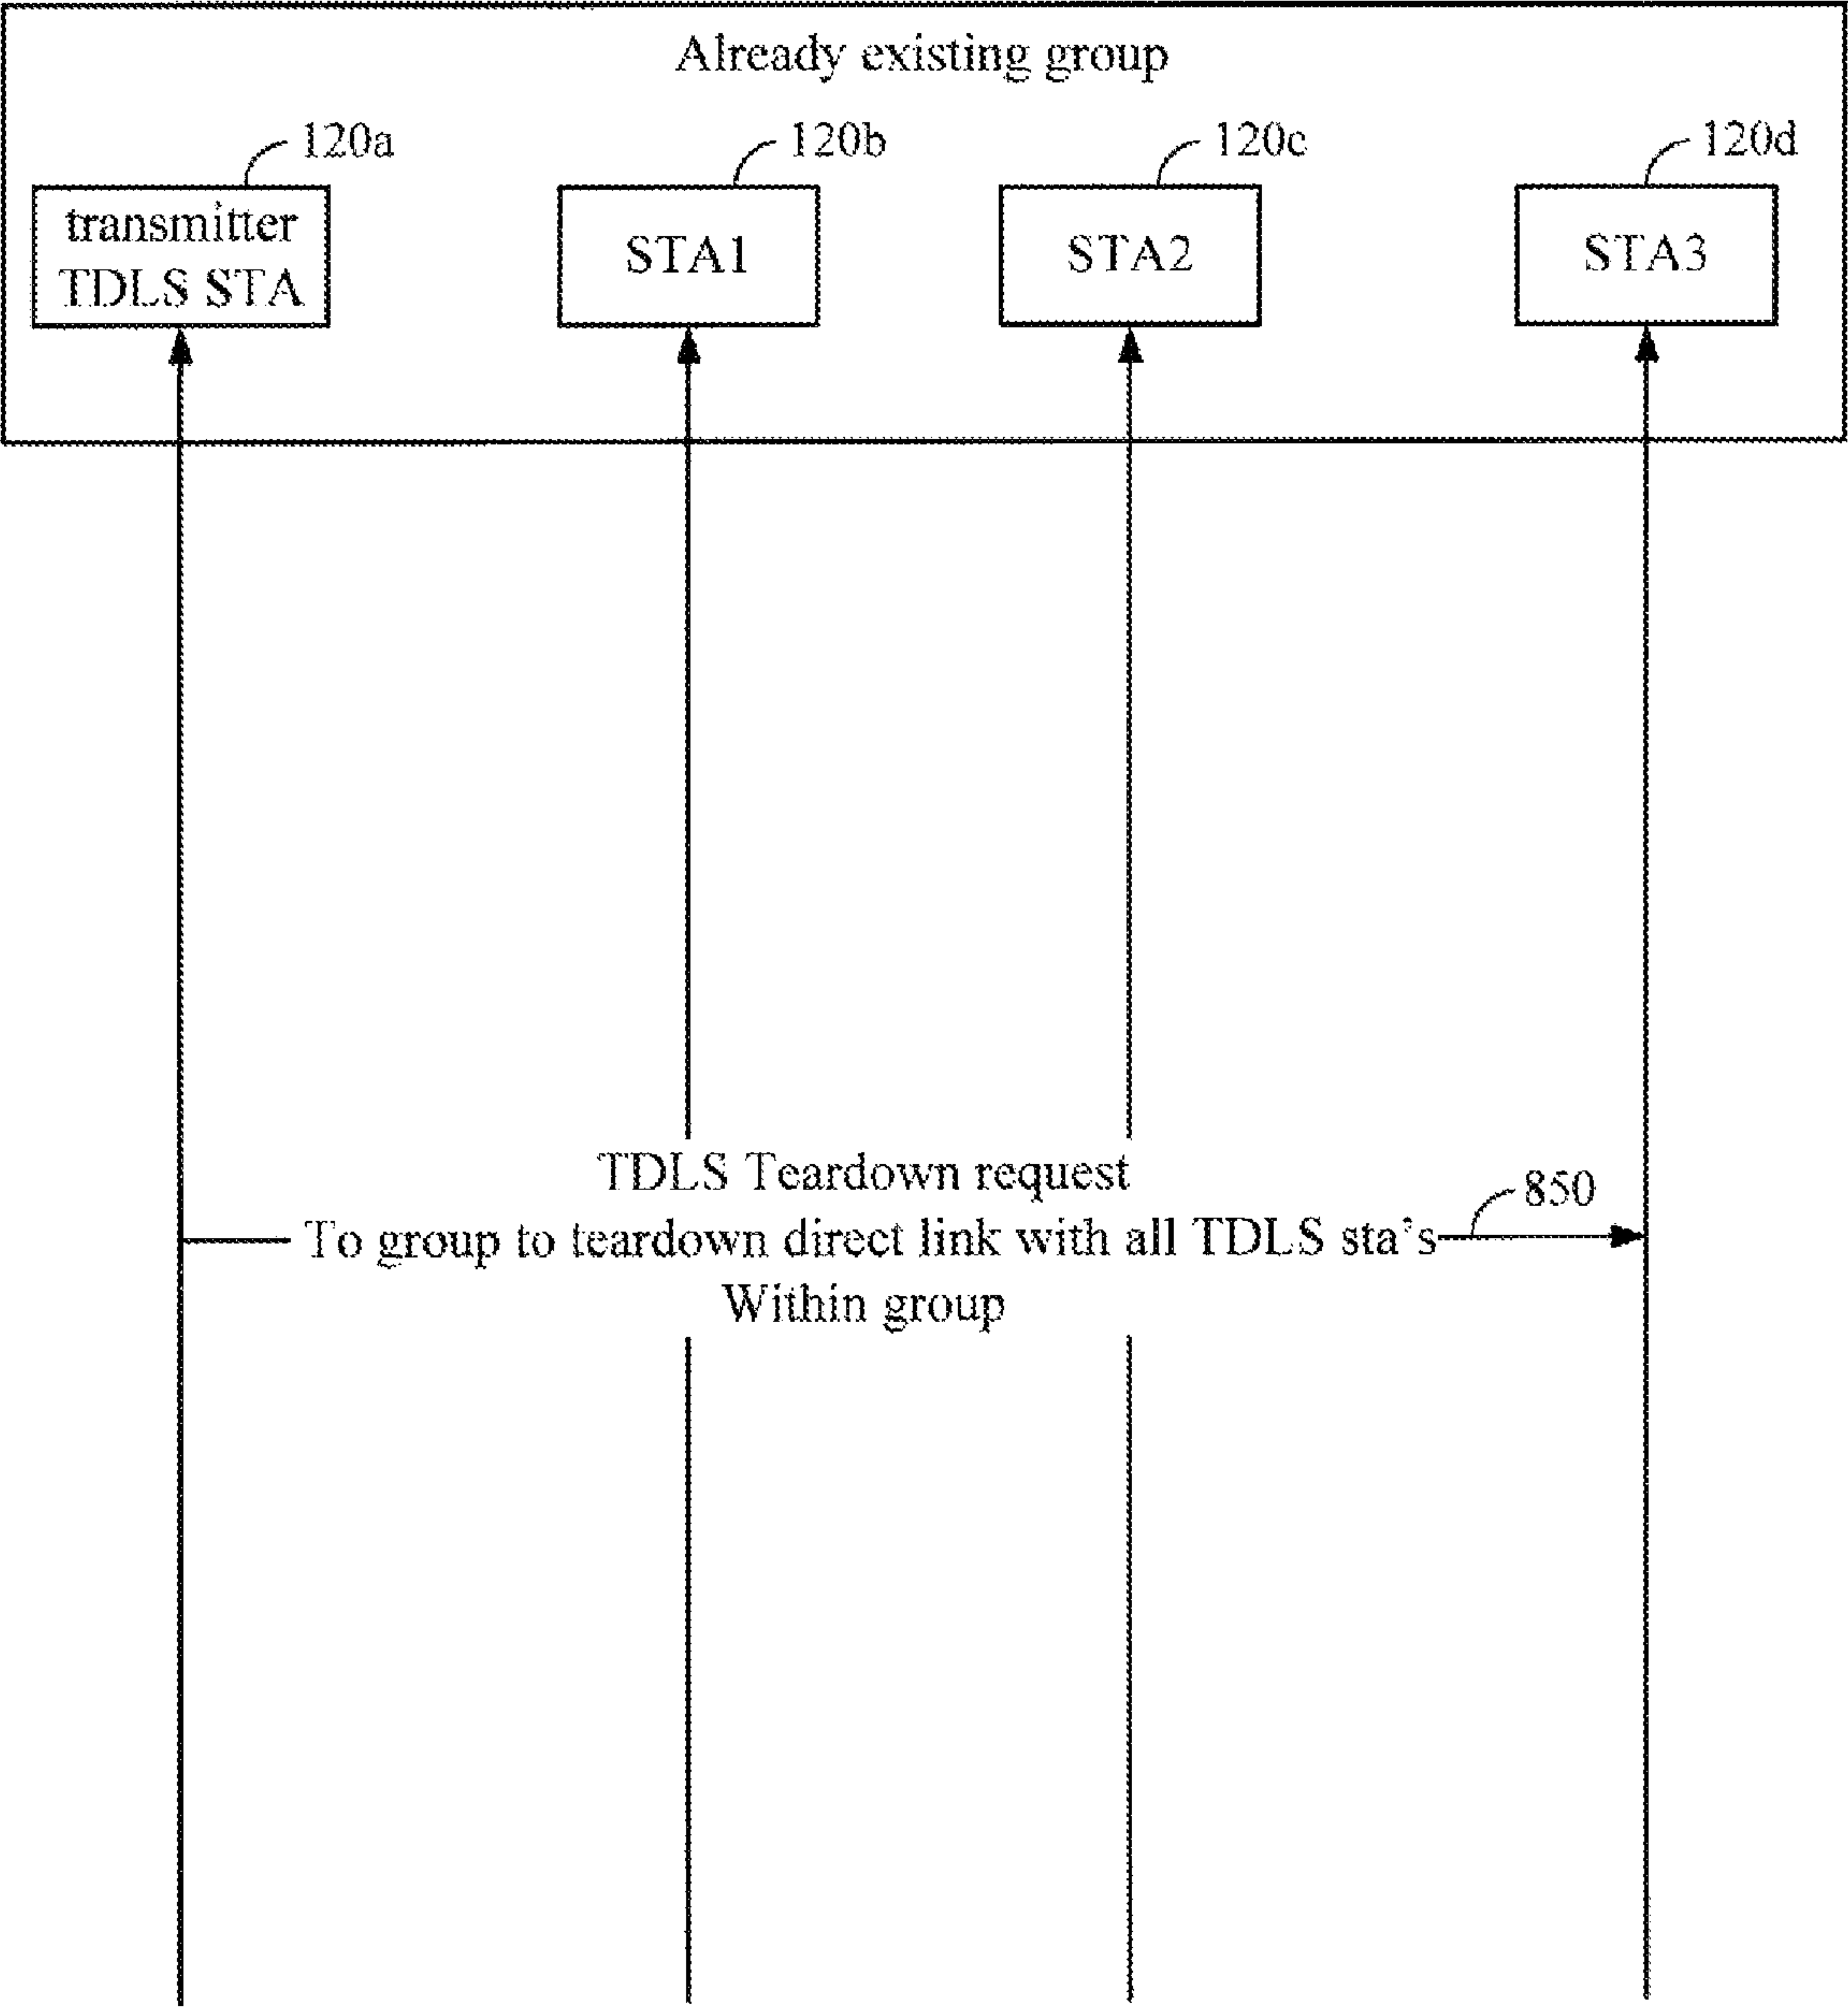 Already existing group
120a
120b
120c
120d
transmitter
TDLS STA
STA1
STA2
STA3
TDLS Teardown request
850
To group to teardown direct link with all TDLS sta's
Within group